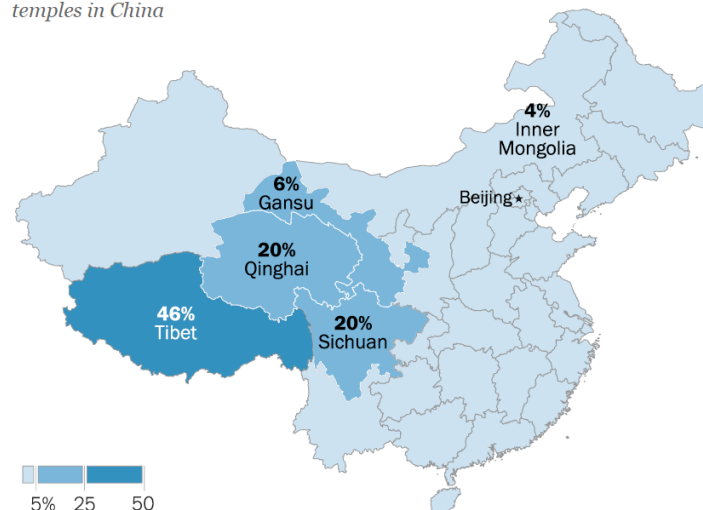 temples in China
4%
Inner
Mongolia
6%
Gansu
Beijing
20%
Qinghai
46%
Tibet
20%
Sichuan
5% 25 50